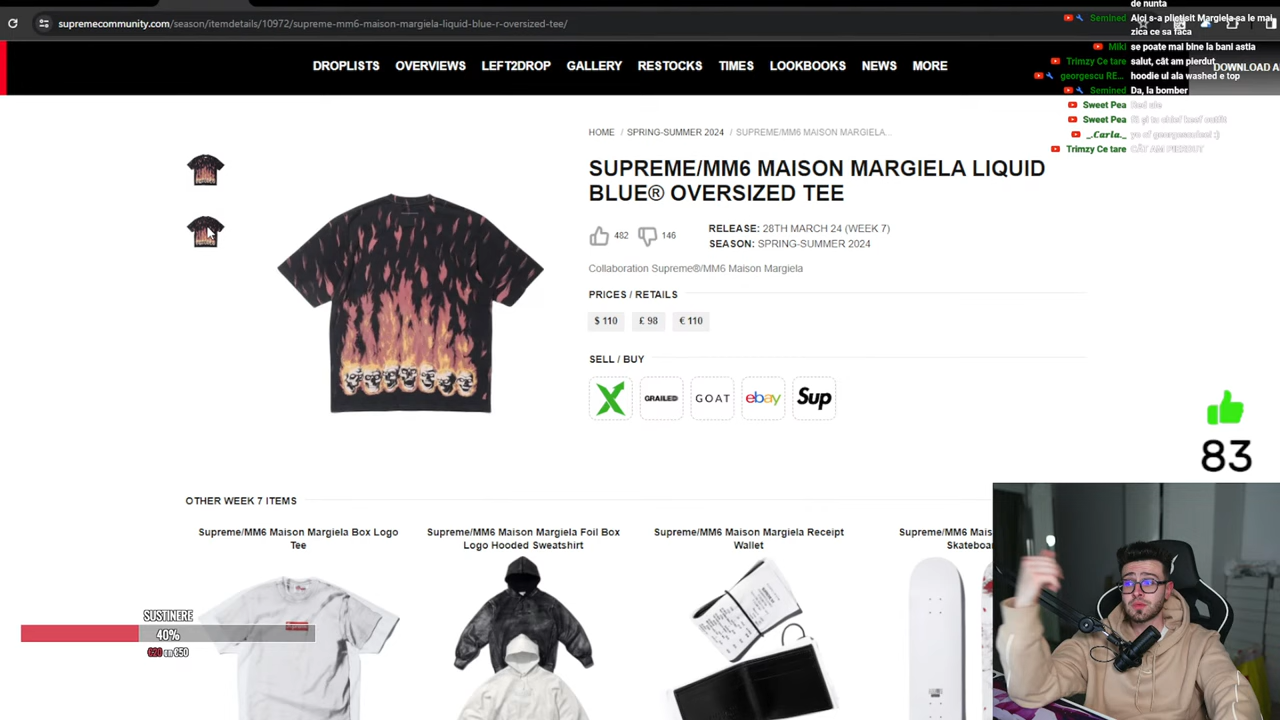 supremecommunity.com/season/itemdetails/10972/supreme-mm6-maison-margiela-liquid-blue-r-oversized-tee/
de nunta
Semined Aici s-a plictisit Margiela sa le mai
zica ce sa faca
Miki se poate mai bine la bani astia
Trimzy Ce tare salut, cât am pierdut
georgescu RE... hoodie ul ala washed e top
Semined Da, la bomber
Sweet Pea
Sweet Pea
_.Carla._
Trimzy Ce tare CÂT AM PIERDUT
DROPLISTS OVERVIEWS LEFT2DROP GALLERY RESTOCKS TIMES LOOKBOOKS NEWS MORE
DOWNLOAD A
HOME / SPRING-SUMMER 2024 / SUPREME/MM6 MAISON MARGIELA...
SUPREME/MM6 MAISON MARGIELA LIQUID
BLUE® OVERSIZED TEE
482 146
RELEASE: 28TH MARCH 24 (WEEK 7)
SEASON: SPRING-SUMMER 2024
Collaboration Supreme®/MM6 Maison Margiela
PRICES / RETAILS
$ 110 £ 98 € 110
SELL / BUY
GRAILED GOAT ebay Sup
83
OTHER WEEK 7 ITEMS
Supreme/MM6 Maison Margiela Box Logo
Tee
Supreme/MM6 Maison Margiela Foil Box
Logo Hooded Sweatshirt
Supreme/MM6 Maison Margiela Receipt
Wallet
Supreme/MM6 Mais
Skateboa
SUSTINERE
40%
€20 en €50